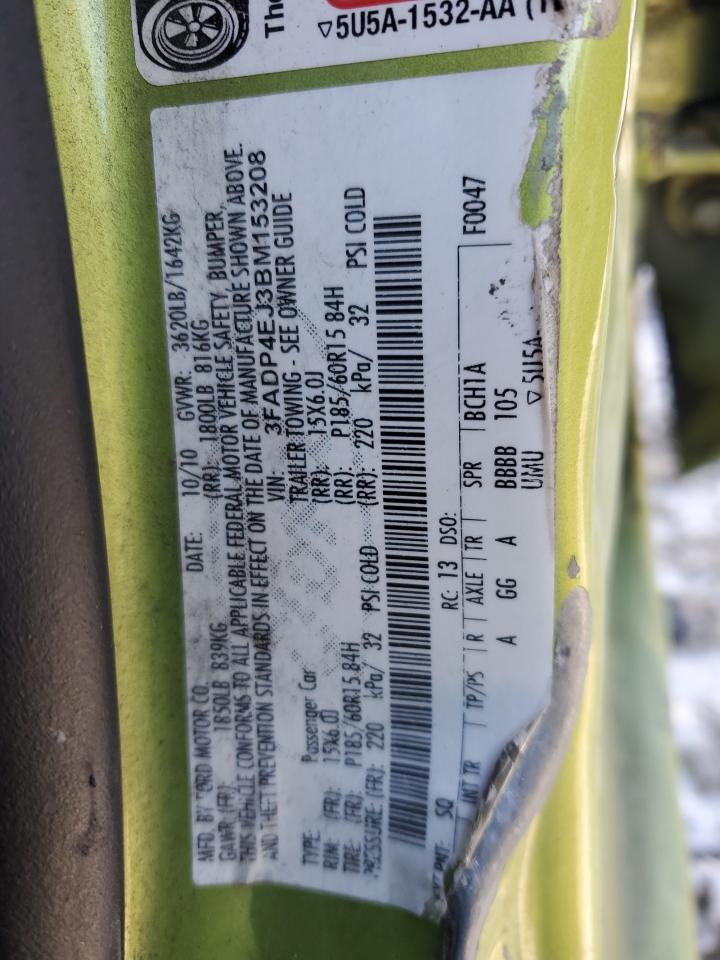 The
▽5U5A-1532-AA
MFD. BY FORD MOTOR CO. DATE: 10/10 GVWR: 3620LB/1642KG
GAWR: (FR): 1850LB 839KG (RR): 1800LB 816KG
THIS VEHICLE CONFORMS TO ALL APPLICABLE FEDERAL MOTOR VEHICLE SAFETY, BUMPER,
AND THEFT PREVENTION STANDARDS IN EFFECT ON THE DATE OF MANUFACTURE SHOWN ABOVE.
VIN: 3FADP4EJ3BM153208
TYPE: Passenger Car TRAILER TOWING - SEE OWNER GUIDE
RIM: (FR): 15X6.0J (RR): 15X6.0J
TIRE: (FR): P185/60R15 84H (RR): P185/60R15 84H
PRESSURE: (FR): 220 kPa/ 32 PSI COLD (RR): 220 kPa/ 32 PSI COLD
PNT: SQ RC: 13 DSO:
INT TR TP/PS R AXLE TR SPR BCH1A F0047
A GG A BBBB 105
UMU ▽5U5A